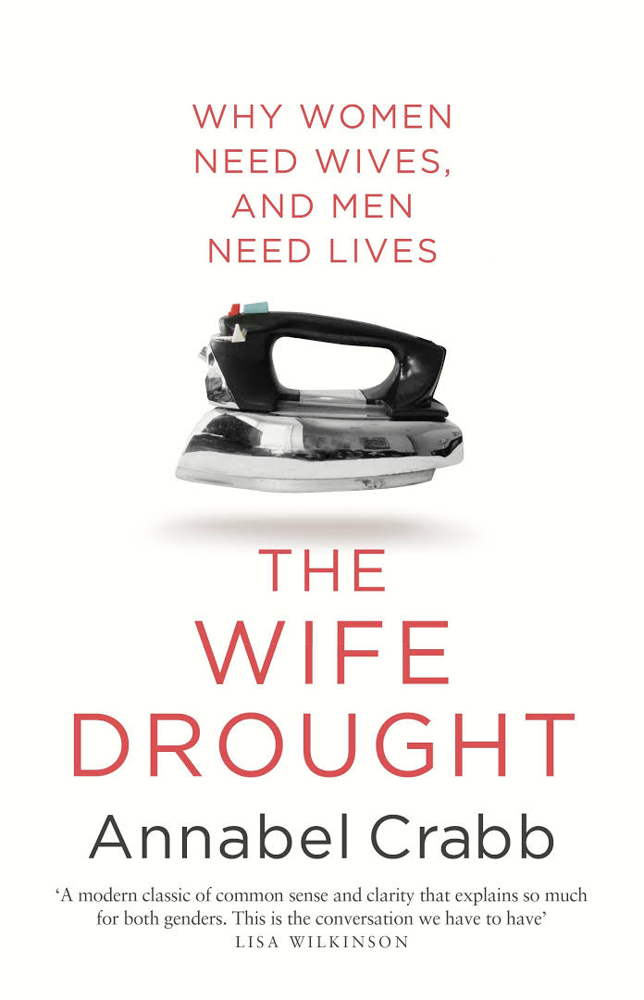 WHY WOMEN
NEED WIVES,
AND MEN
NEED LIVES
THE
WIFE
DROUGHT
Annabel Crabb
‘A modern classic of common sense and clarity that explains so much
for both genders. This is the conversation we have to have’
LISA WILKINSON